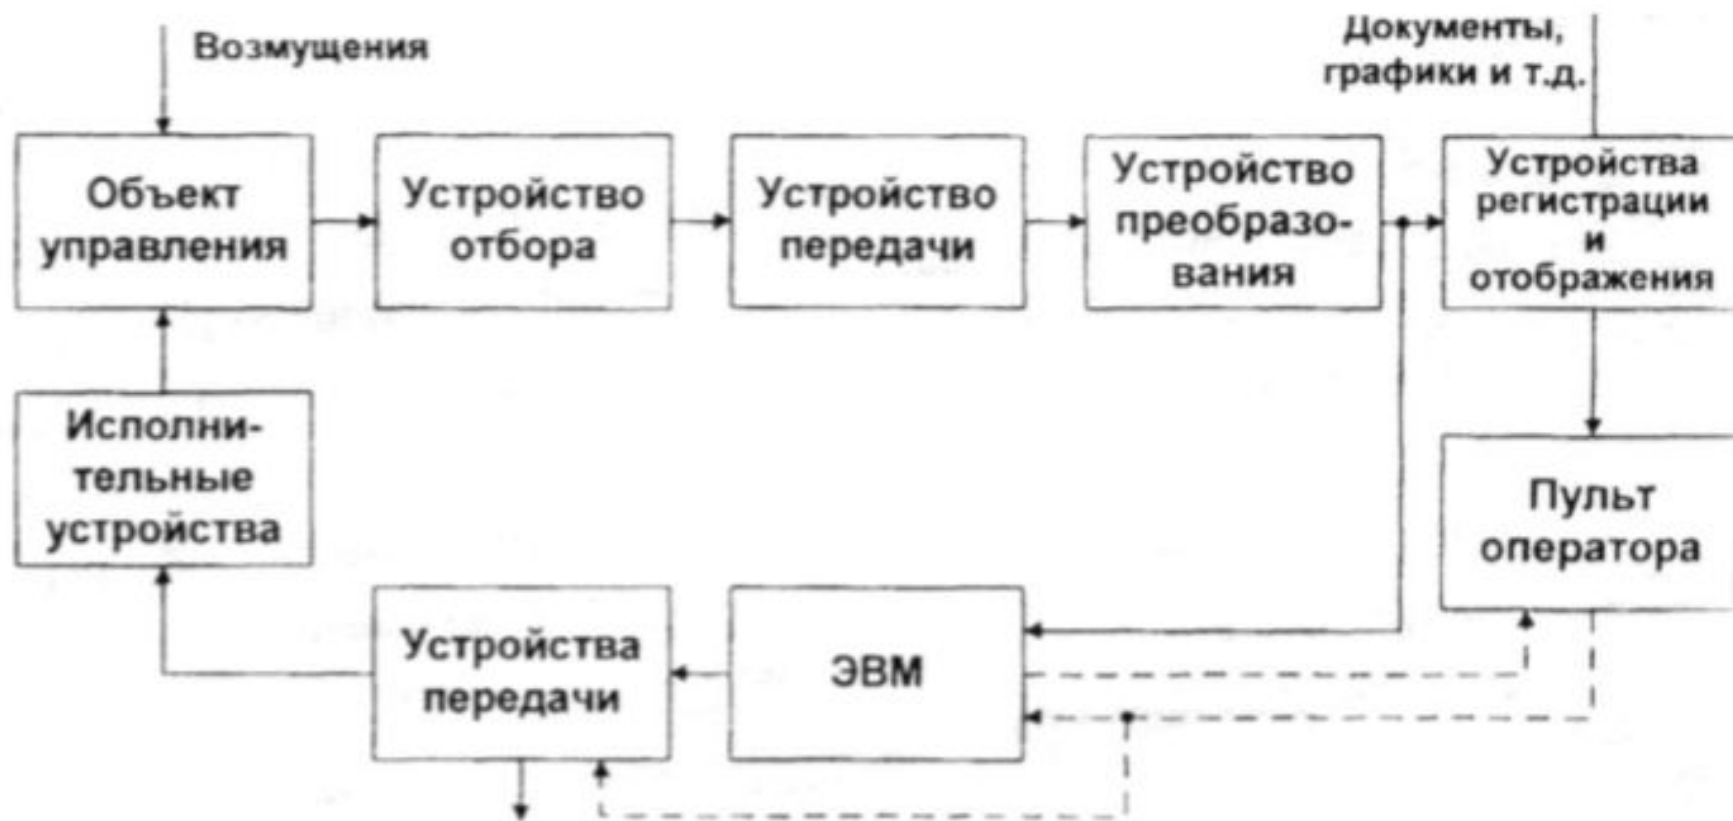 Возмущения
Документы,
графики и т.д.
Объект
управления
Устройство
отбора
Устройство
передачи
Устройство
преобразо-
вания
Устройства
регистрации
и
отображения
Исполни-
тельные
устройства
Пульт
оператора
Устройства
передачи
ЭВМ